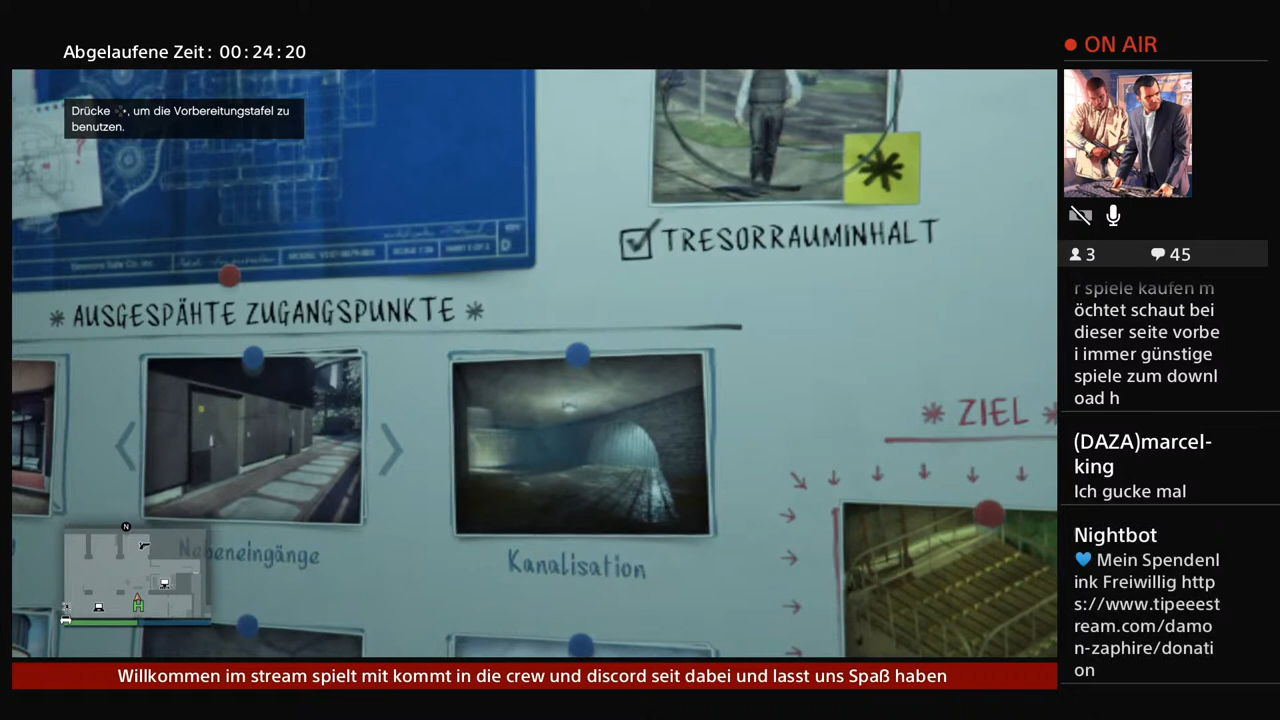 Abgelaufene Zeit: 00:24:20
ON AIR
Drücke , um die Vorbereitungstafel zu
benutzen.
D
TRESORRAUMINHALT
* AUSGESPÄHTE ZUGANGSPUNKTE *
* ZIEL *
N
Nebeneingänge
Kanalisation
H
3 45
r spiele kaufen m
öchtet schaut bei
dieser seite vorbe
i immer günstige
spiele zum downl
oad h
(DAZA)marcel-
king
Ich gucke mal
Nightbot
💙 Mein Spendenl
ink Freiwillig http
s://www.tipeeest
ream.com/damo
n-zaphire/donati
on
Willkommen im stream spielt mit kommt in die crew und discord seit dabei und lasst uns Spaß haben